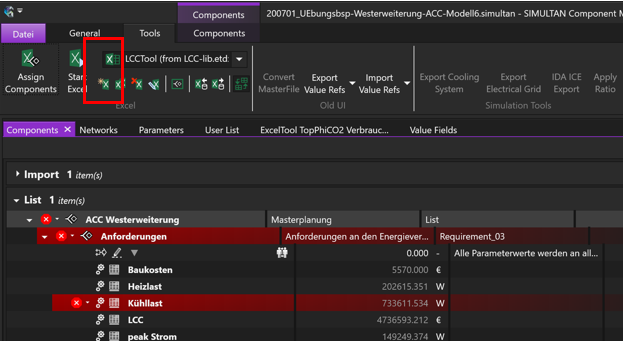 Components
200701_UEbungsbsp-Westerweiterung-ACC-Modell6.simultan - SIMULTAN Component M
Datei General Tools Components
LCCTool (from LCC-lib.etd:
Assign Components
Start Excel
Convert MasterFile
Export Value Refs
Import Value Refs
Export Cooling System
Export Electrical Grid
IDA ICE Export
Apply Ratio
Excel Old UI Simulation Tools
Components Networks Parameters User List ExcelTool TopPhiCO2 Verbrauc... Value Fields
Import 1 item(s)
List 1 item(s)
ACC Westerweiterung Masterplanung List
Anforderungen Anforderungen an den Energiever... Requirement_03
0.000 - Alle Parameterwerte werden an all...
Baukosten 5570.000 €
Heizlast 202615.351 W
Kühllast 733611.534 W
LCC 4736593.212 €
peak Strom 149249.374 W